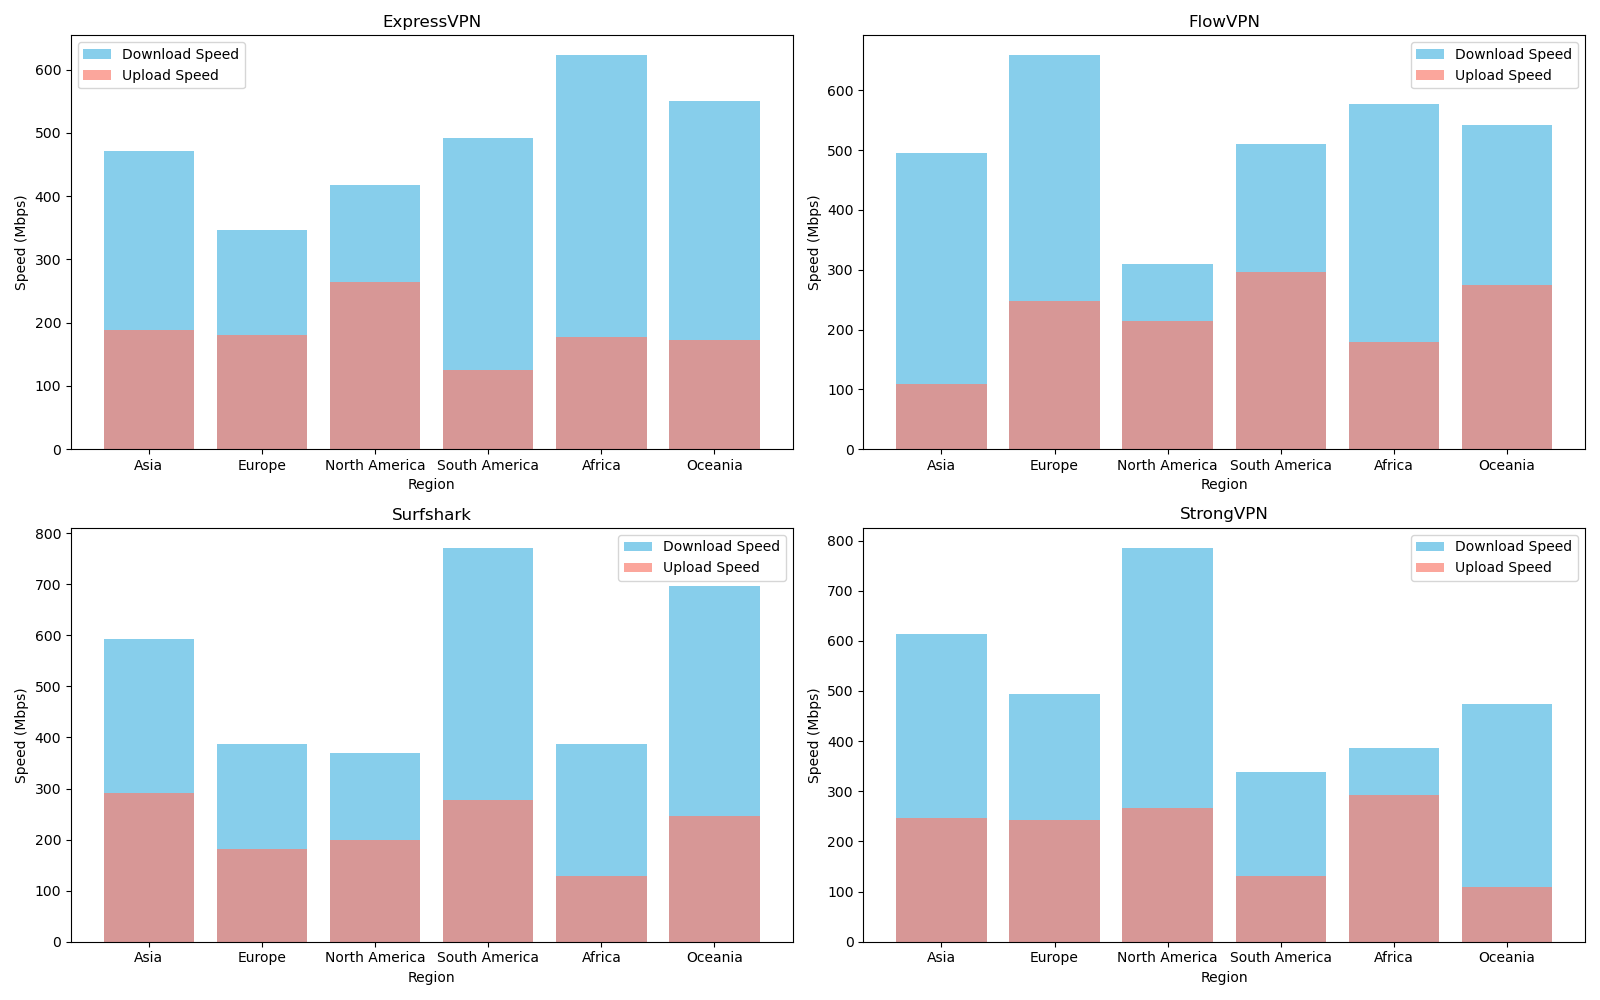 ExpressVPN
Download Speed
Upload Speed
Speed (Mbps)
600
500
400
300
200
100
0
Asia Europe North America South America Africa Oceania
Region
FlowVPN
Download Speed
Upload Speed
Speed (Mbps)
600
500
400
300
200
100
0
Asia Europe North America South America Africa Oceania
Region
Surfshark
Download Speed
Upload Speed
Speed (Mbps)
800
700
600
500
400
300
200
100
0
Asia Europe North America South America Africa Oceania
Region
StrongVPN
Download Speed
Upload Speed
Speed (Mbps)
800
700
600
500
400
300
200
100
0
Asia Europe North America South America Africa Oceania
Region